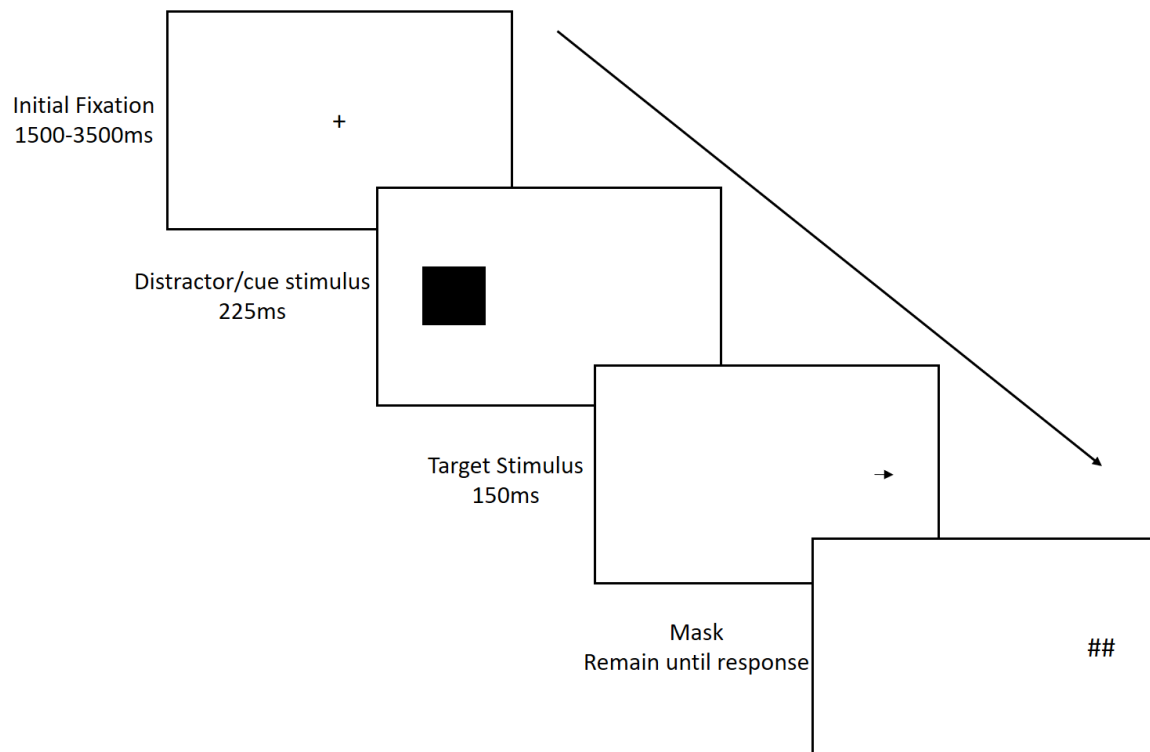 Initial Fixation
1500-3500ms
+
Distractor/cue stimulus
225ms
Target Stimulus
150ms
Mask
Remain until response
##